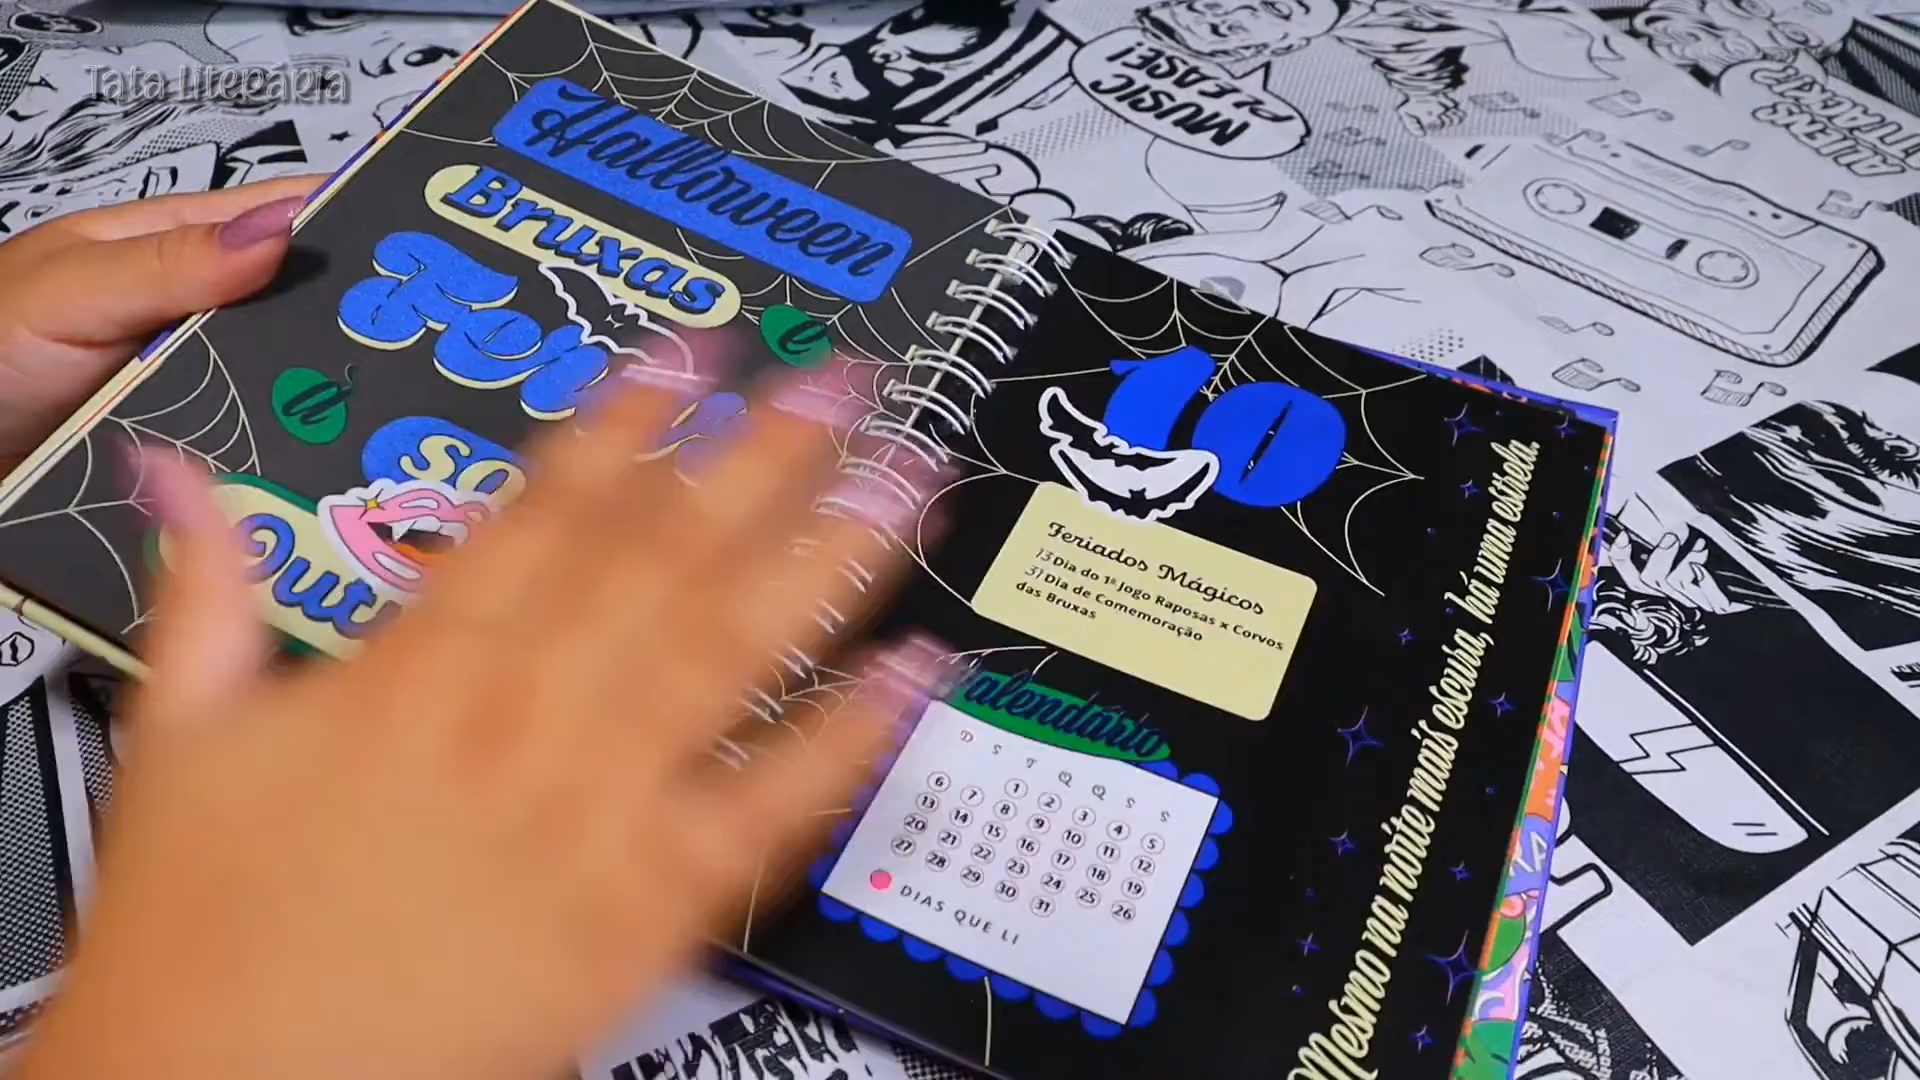 Tata Literária
MUSIC
PLEASE!
ALIENS
ATTACK!?
Halloween
Bruxas
e
a
10
Feriados Mágicos
13 Dia do 1º Jogo Raposas x Corvos
31 Dia de Comemoração
das Bruxas
Calendário
D S T Q Q S S
1 2 3 4 5
6 7 8 9 10 11 12
13 14 15 16 17 18 19
20 21 22 23 24 25 26
27 28 29 30 31
DIAS QUE LI
Mesmo na noite mais escura, há uma estrela.